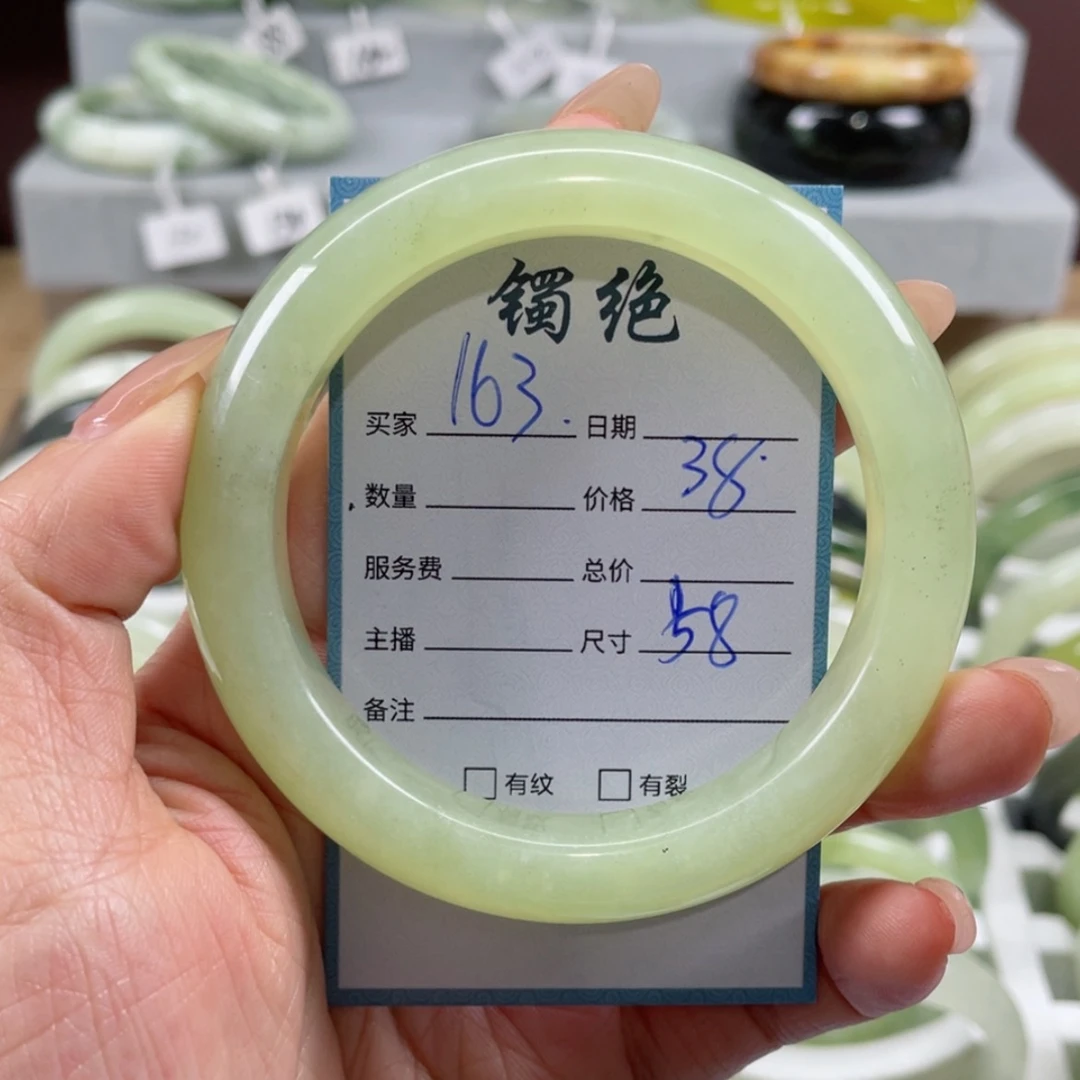 镯绝
买家 163. 日期
数量 价格 38.
服务费 总价
主播 尺寸 58
备注
□ 有纹 □ 有裂